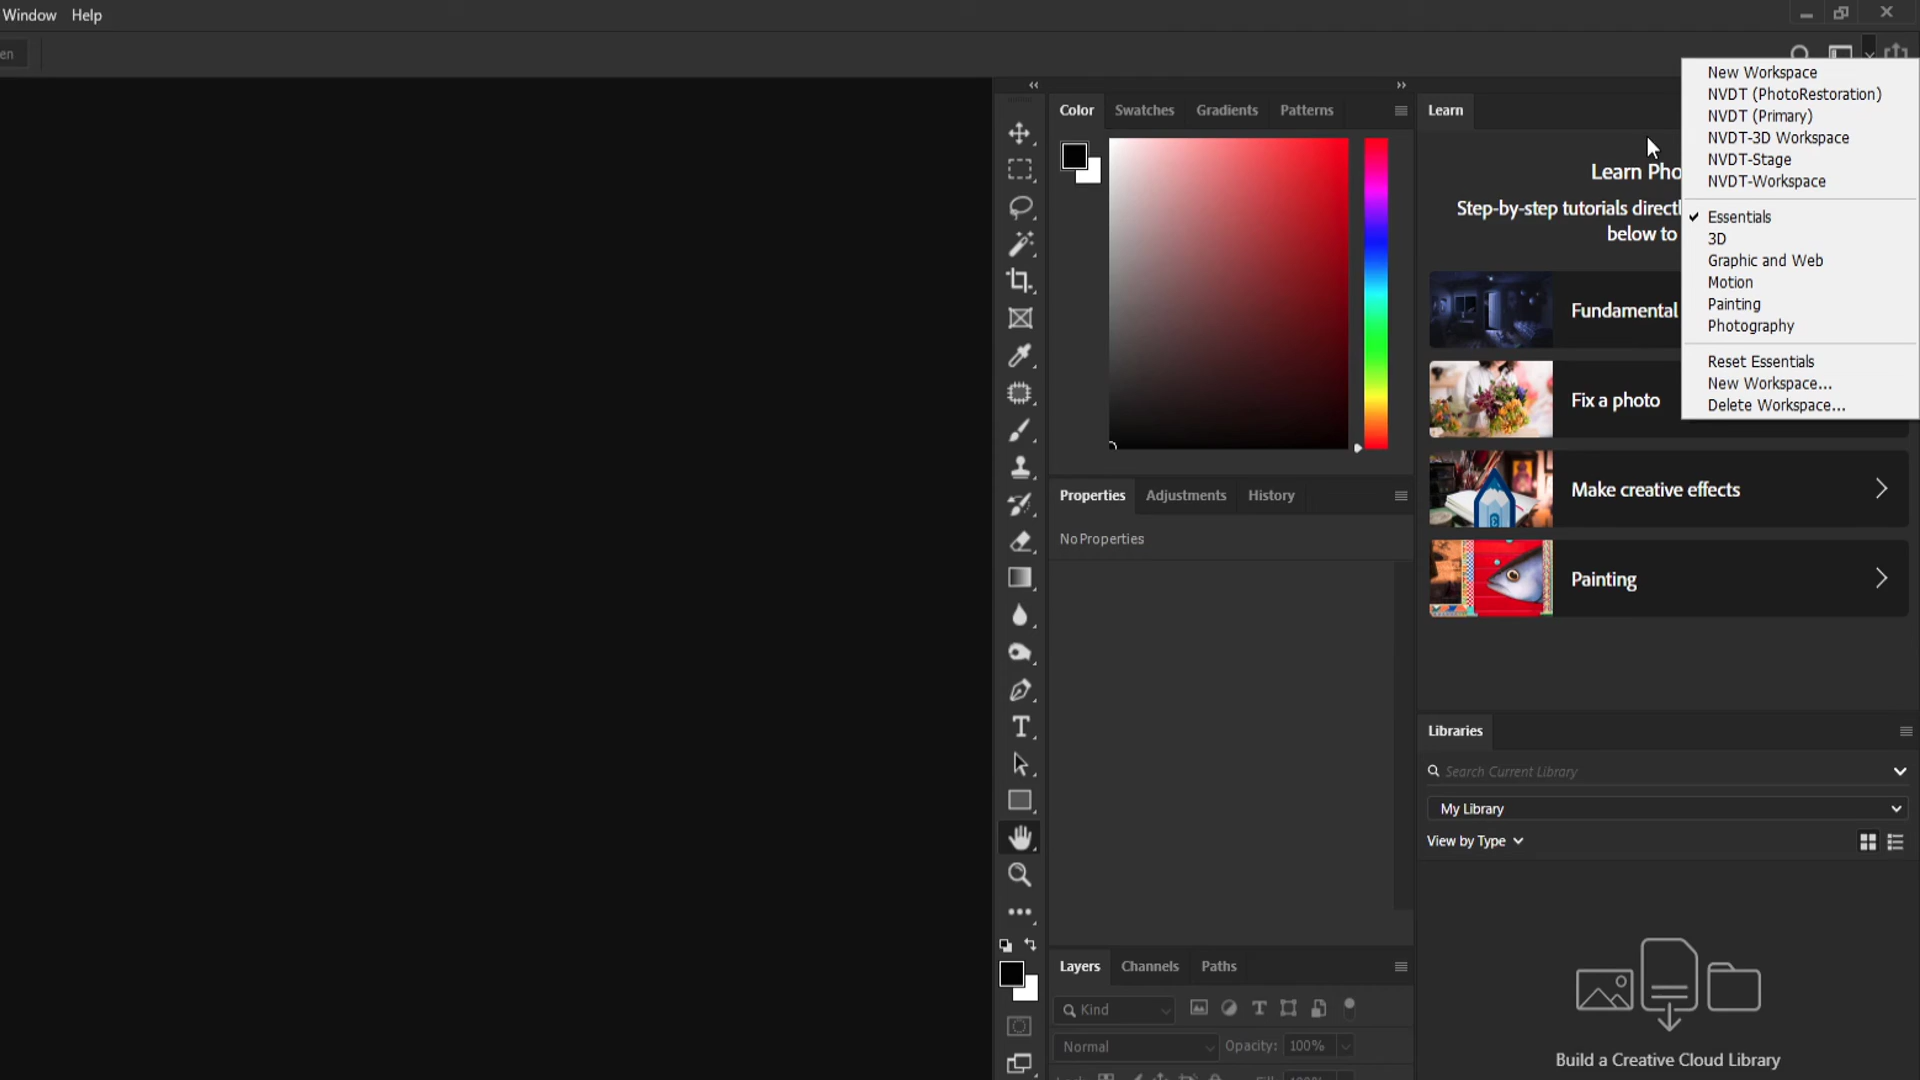 Window Help
en
New Workspace
NVDT (PhotoRestoration)
NVDT (Primary)
NVDT-3D Workspace
NVDT-Stage
NVDT-Workspace
Essentials
3D
Graphic and Web
Motion
Painting
Photography
Reset Essentials
New Workspace...
Delete Workspace...
Color Swatches Gradients Patterns
Learn
Learn Pho
Step-by-step tutorials directl
below to
Fundamental
Fix a photo
Make creative effects
Painting
Properties Adjustments History
No Properties
Libraries
Search Current Library
My Library
View by Type
Build a Creative Cloud Library
Layers Channels Paths
Kind
Normal Opacity: 100%